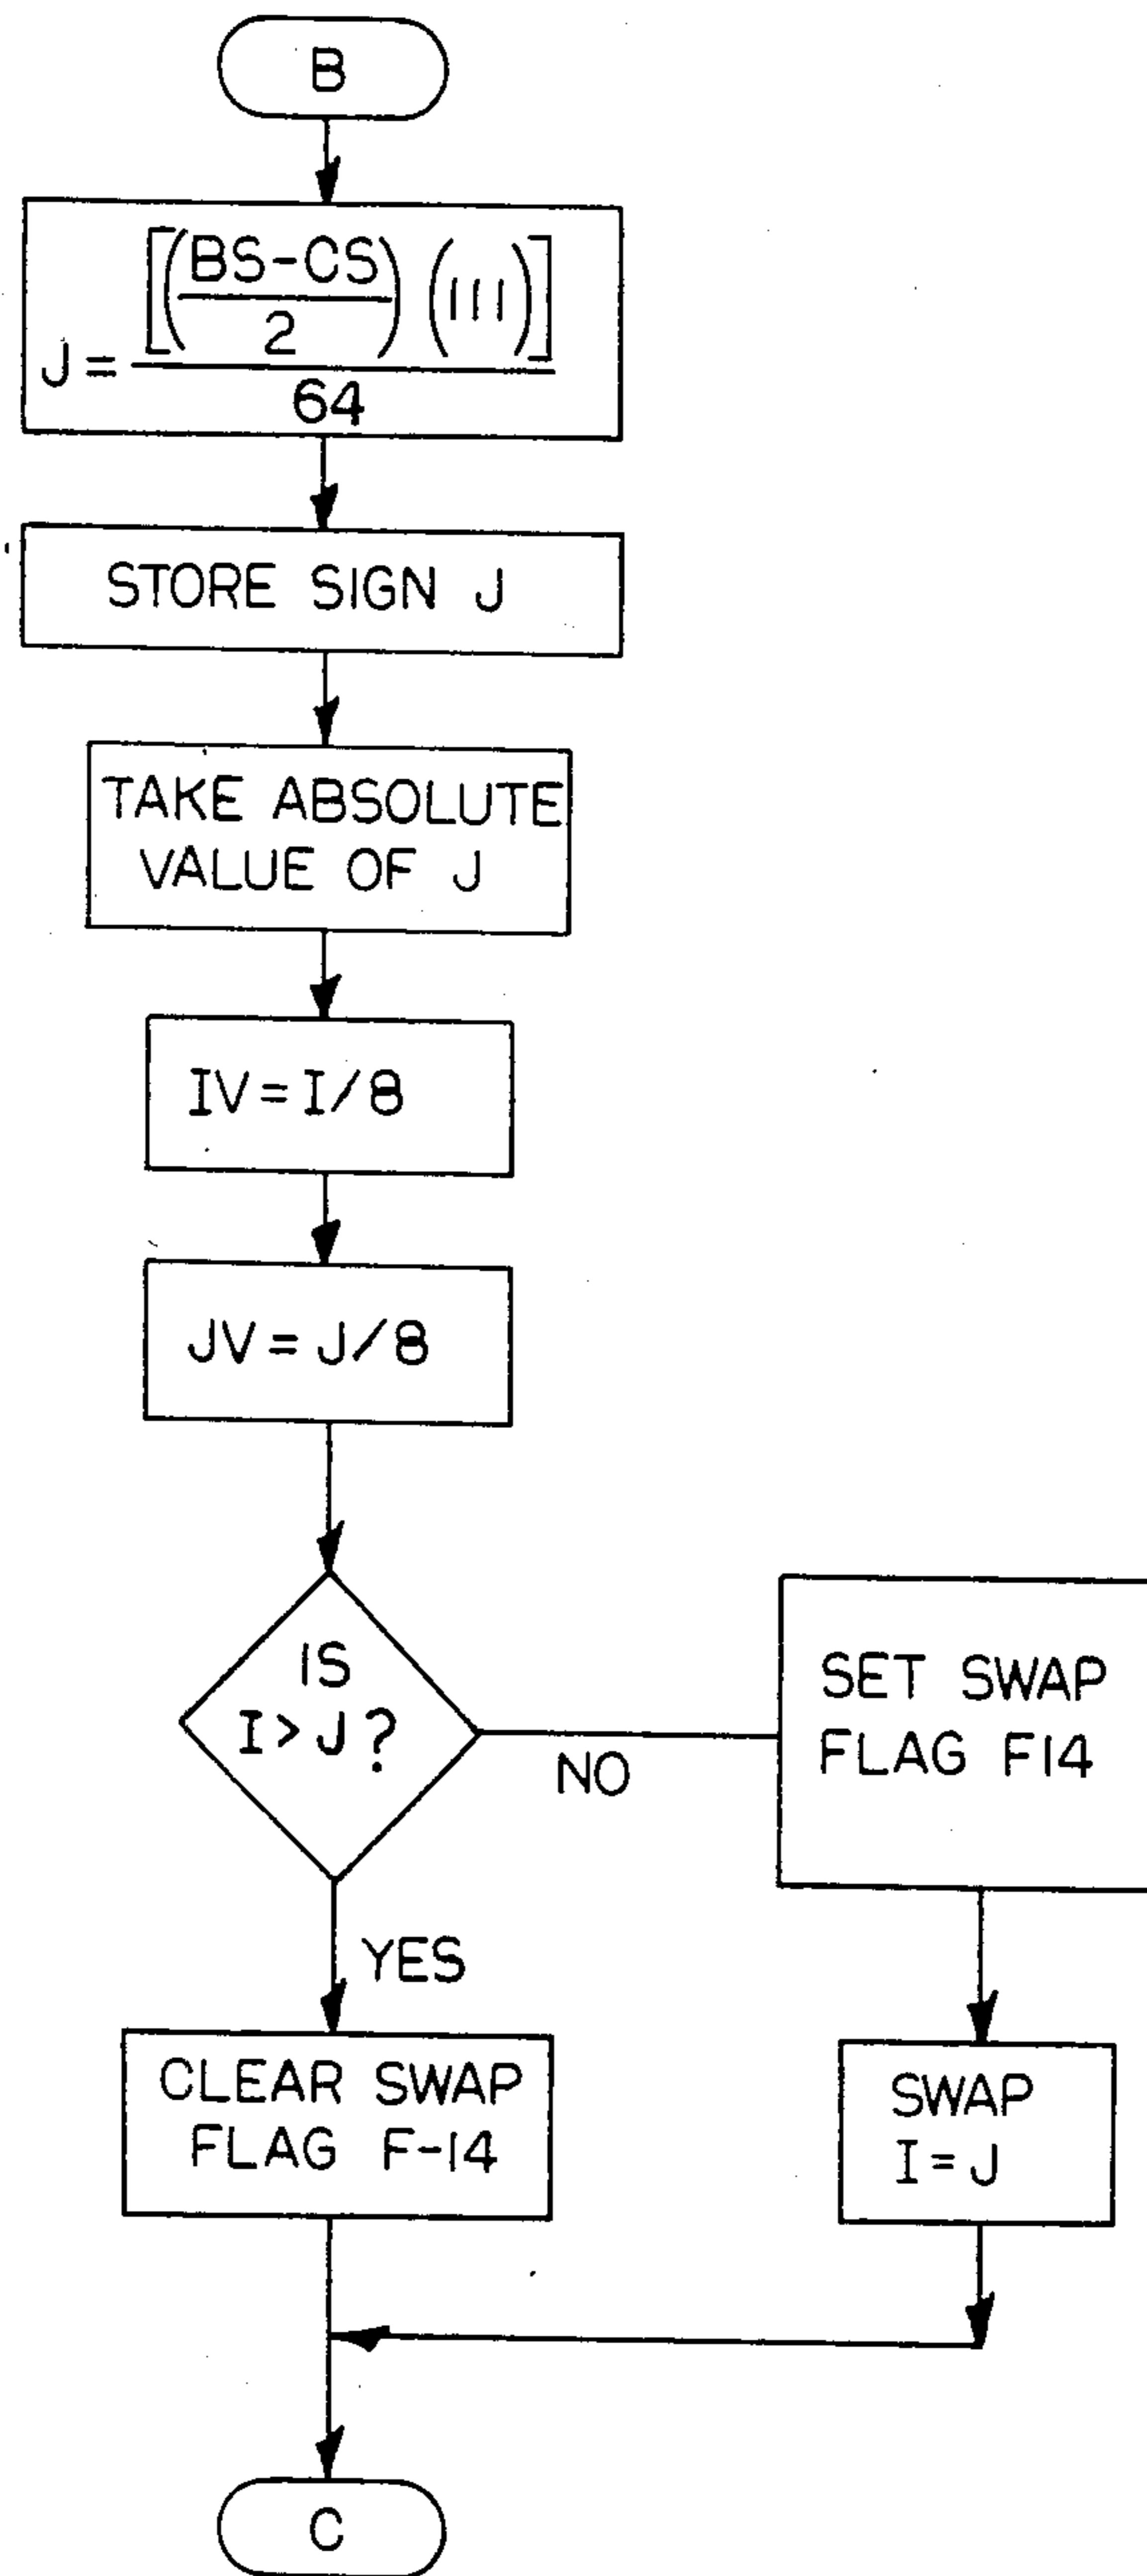 B
J = [((BS-CS)/2) (111)] / 64
STORE SIGN J
TAKE ABSOLUTE
VALUE OF J
IV = I/8
JV = J/8
IS
I > J ?
NO
SET SWAP
FLAG F14
YES
CLEAR SWAP
FLAG F-14
SWAP
I = J
C